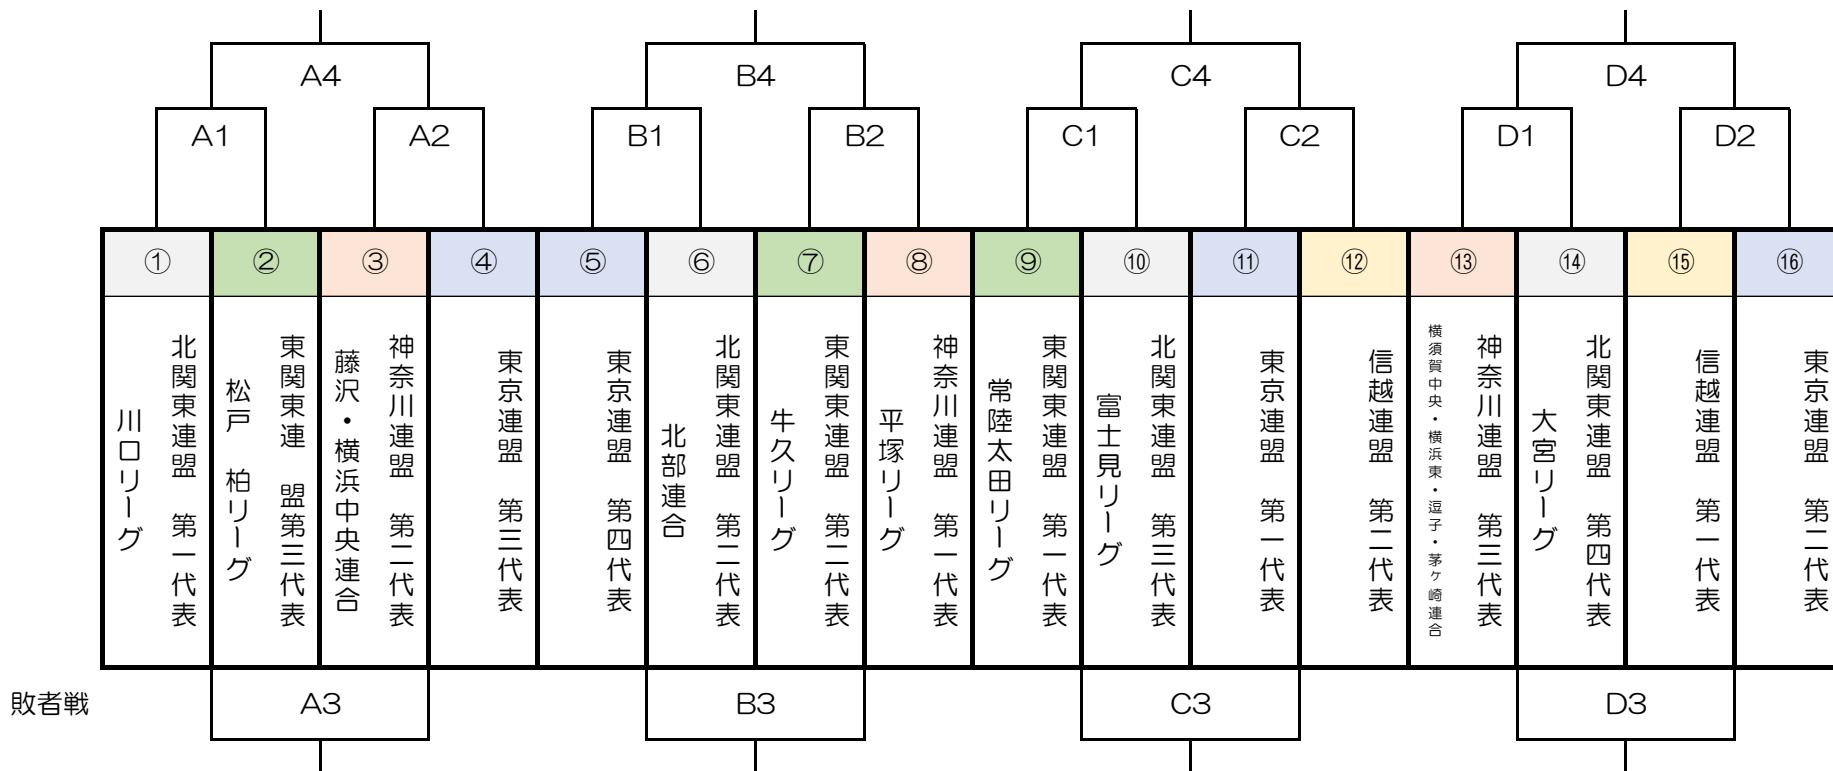 A4
B4
C4
D4
A1
A2
B1
B2
C1
C2
D1
D2
①
②
③
④
⑤
⑥
⑦
⑧
⑨
⑩
⑪
⑫
⑬
⑭
⑮
⑯
北関東連盟　第一代表
川口リーグ
東関東連　盟第三代表
松戸　柏リーグ
神奈川連盟　第二代表
藤沢・横浜中央連合
東京連盟　第三代表
東京連盟　第四代表
北関東連盟　第二代表
北部連合
東関東連盟　第二代表
牛久リーグ
神奈川連盟　第一代表
平塚リーグ
東関東連盟　第一代表
常陸太田リーグ
北関東連盟　第三代表
富士見リーグ
東京連盟　第一代表
信越連盟　第二代表
神奈川連盟　第三代表
横須賀中央・横浜東・逗子・茅ヶ崎連合
北関東連盟　第四代表
大宮リーグ
信越連盟　第一代表
東京連盟　第二代表
敗者戦
A3
B3
C3
D3